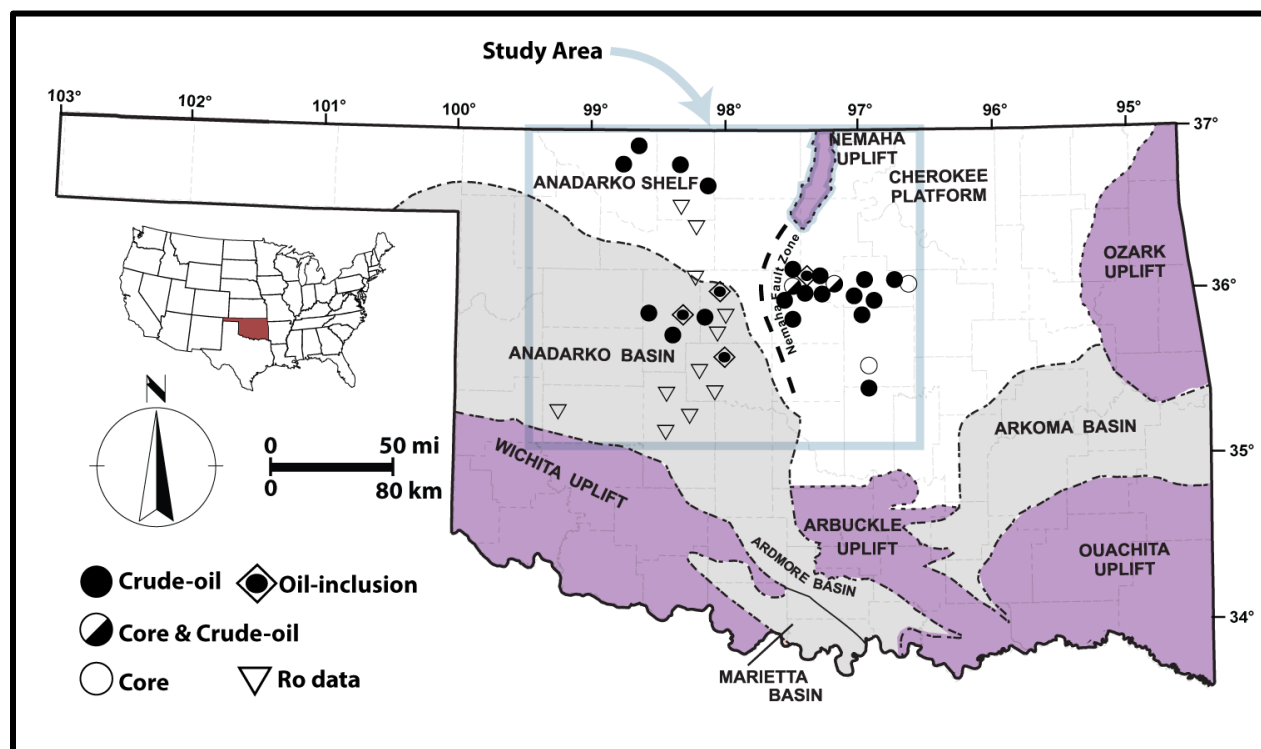 Study Area
103°
102°
101°
100°
99°
98°
97°
96°
95°
37°
NEMAHA
UPLIFT
CHEROKEE
PLATFORM
ANADARKO SHELF
OZARK
UPLIFT
36°
Nemaha Fault Zone
ANADARKO BASIN
N
ARKOMA BASIN
35°
0 50 mi
0 80 km
WICHITA UPLIFT
ARBUCKLE
UPLIFT
OUACHITA
UPLIFT
ARDMORE BASIN
34°
Crude-oil Oil-inclusion
Core & Crude-oil
Core Ro data
MARIETTA
BASIN